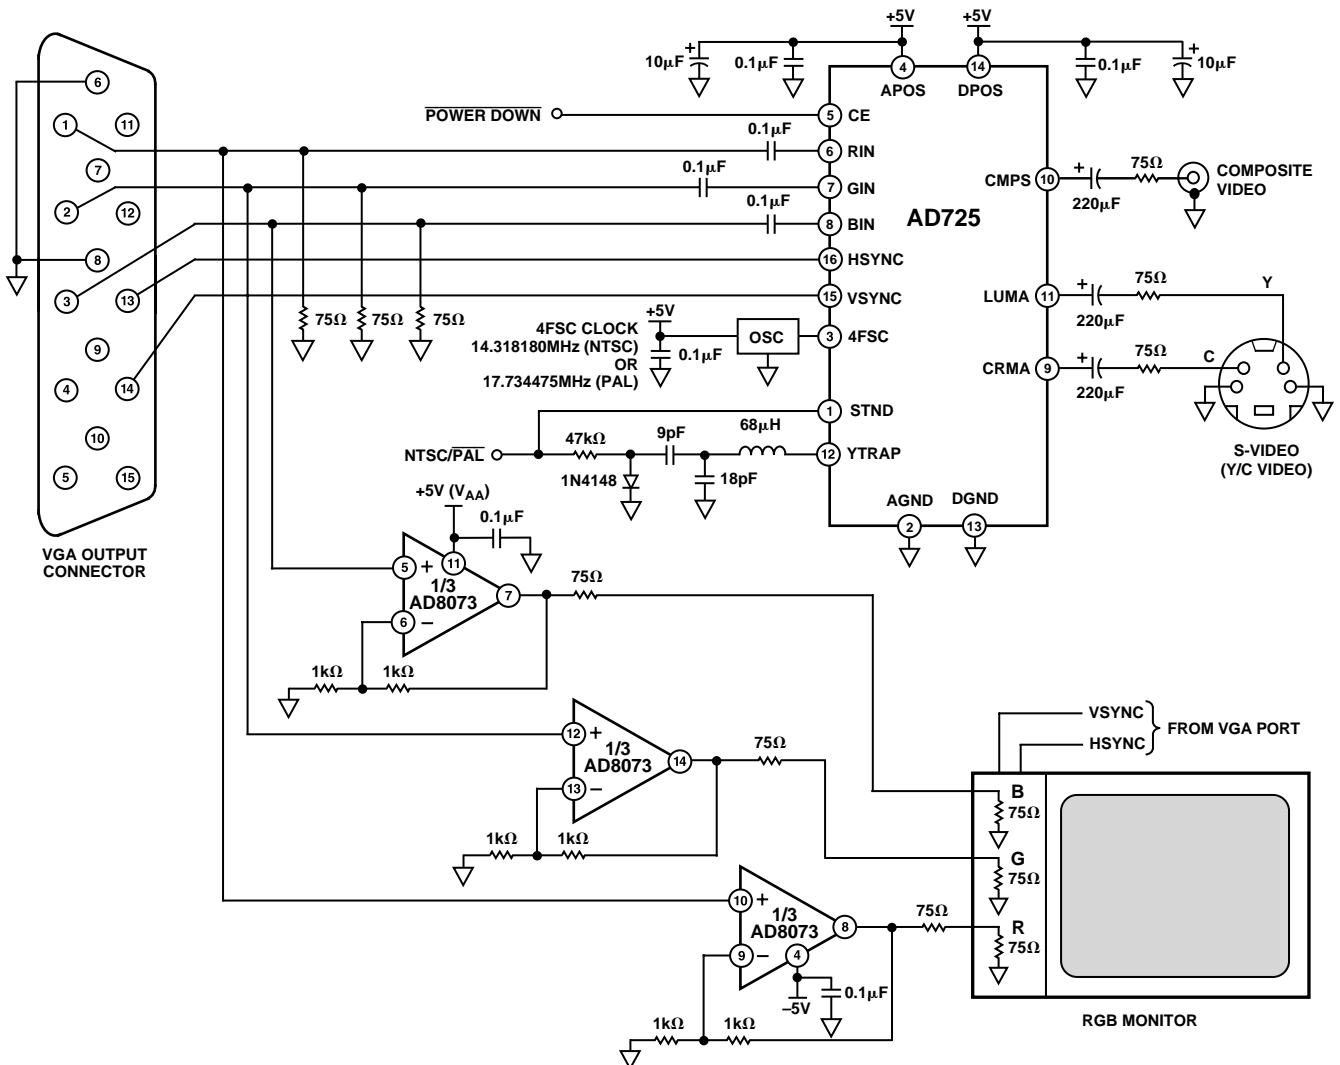 +5V
+5V
10µF
+
0.1µF
4
APOS
14
DPOS
0.1µF
+
10µF
6
1
11
7
2
12
8
3
13
9
4
14
10
5
15
VGA OUTPUT
CONNECTOR
POWER DOWN
5 CE
0.1µF
6 RIN
0.1µF
7 GIN
0.1µF
8 BIN
16 HSYNC
15 VSYNC
AD725
CMPS 10
+
220µF
75Ω
COMPOSITE
VIDEO
LUMA 11
+
220µF
75Ω
Y
CRMA 9
+
220µF
75Ω
C
S-VIDEO
(Y/C VIDEO)
75Ω
75Ω
75Ω
4FSC CLOCK
14.318180MHz (NTSC)
OR
17.734475MHz (PAL)
+5V
0.1µF
OSC
3 4FSC
1 STND
NTSC/PAL
47kΩ
1N4148
9pF
18pF
68µH
12 YTRAP
AGND
2
DGND
13
+5V (VAA)
0.1µF
5 +
11
1/3
AD8073
6 –
7
75Ω
1kΩ
1kΩ
12 +
1/3
AD8073
13 –
14
75Ω
1kΩ
1kΩ
10 +
1/3
AD8073
9 –
4
8
75Ω
–5V
0.1µF
1kΩ
1kΩ
VSYNC
HSYNC
FROM VGA PORT
B
75Ω
G
75Ω
R
75Ω
RGB MONITOR